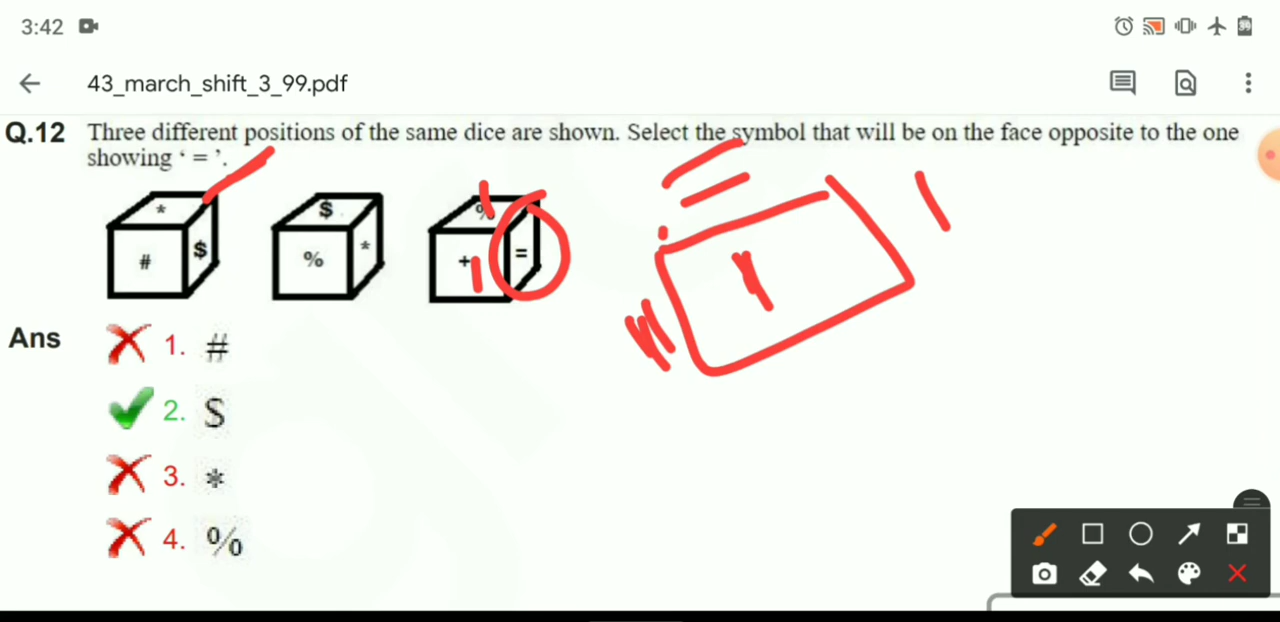 3:42
99
43_march_shift_3_99.pdf
Q.12 Three different positions of the same dice are shown. Select the symbol that will be on the face opposite to the one
showing ‘ = ’.
* $ %
# $ % * + =
Ans 1. #
2. $
3. *
4. %